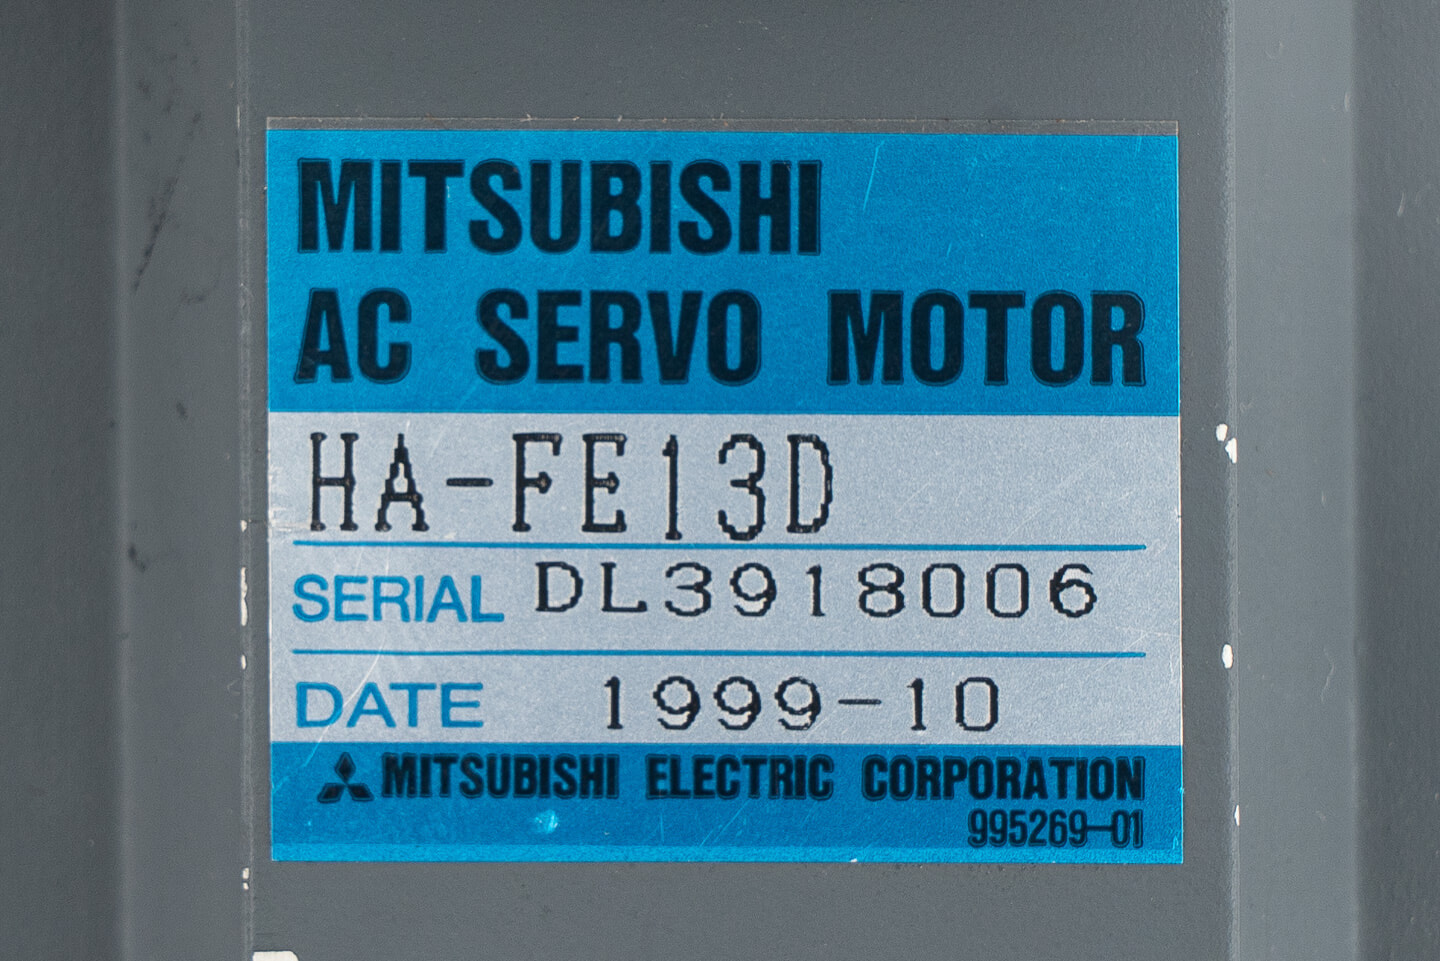 MITSUBISHI
AC SERVO MOTOR
HA-FE13D
SERIAL DL3918006
DATE 1999-10
MITSUBISHI ELECTRIC CORPORATION
995269-01